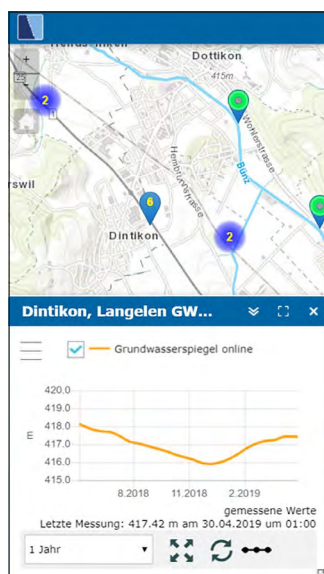 Dottikon
415m
+
25
2
1
Wohlerstrasse
Hembrunnstrasse
rswil
6
Bünz
Dintikon
2
Dintikon, Langelen GW...
Grundwasserspiegel online
420.0
419.0
418.0
m
417.0
416.0
415.0
8.2018 11.2018 2.2019
gemessene Werte
Letzte Messung: 417.42 m am 30.04.2019 um 01:00
1 Jahr